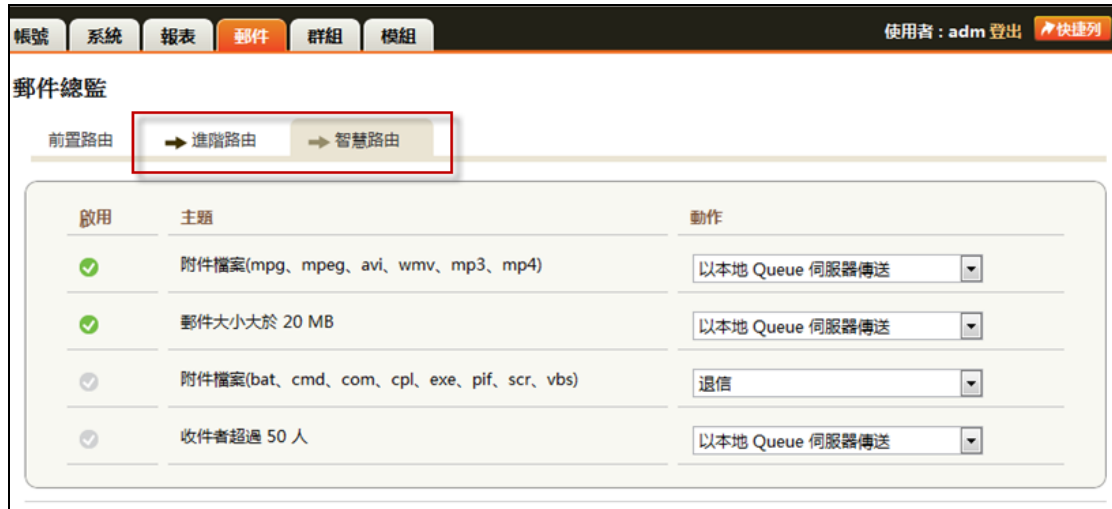 帳號 系統 報表 郵件 群組 模組 使用者 : adm 登出 快捷列
郵件總監
前置路由 進階路由 智慧路由
啟用 主題 動作
附件檔案(mpg、mpeg、avi、wmv、mp3、mp4) 以本地 Queue 伺服器傳送
郵件大小大於 20 MB 以本地 Queue 伺服器傳送
附件檔案(bat、cmd、com、cpl、exe、pif、scr、vbs) 退信
收件者超過 50 人 以本地 Queue 伺服器傳送